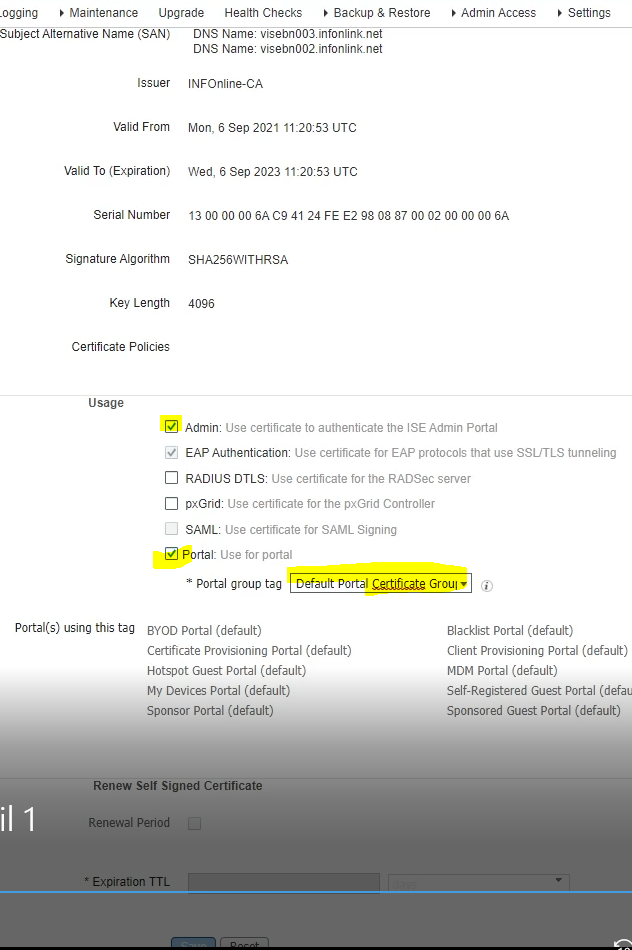 ogging Maintenance Upgrade Health Checks Backup & Restore Admin Access Settings
Subject Alternative Name (SAN) DNS Name: visebn003.infonlink.net
DNS Name: visebn002.infonlink.net
Issuer INFOnline-CA
Valid From Mon, 6 Sep 2021 11:20:53 UTC
Valid To (Expiration) Wed, 6 Sep 2023 11:20:53 UTC
Serial Number 13 00 00 00 6A C9 41 24 FE E2 98 08 87 00 02 00 00 00 6A
Signature Algorithm SHA256WITHRSA
Key Length 4096
Certificate Policies
Usage
Admin: Use certificate to authenticate the ISE Admin Portal
EAP Authentication: Use certificate for EAP protocols that use SSL/TLS tunneling
RADIUS DTLS: Use certificate for the RADSec server
pxGrid: Use certificate for the pxGrid Controller
SAML: Use certificate for SAML Signing
Portal: Use for portal
* Portal group tag Default Portal Certificate Group
Portal(s) using this tag BYOD Portal (default) Blacklist Portal (default)
Certificate Provisioning Portal (default) Client Provisioning Portal (default)
Hotspot Guest Portal (default) MDM Portal (default)
My Devices Portal (default) Self-Registered Guest Portal (defau
Sponsor Portal (default) Sponsored Guest Portal (default)
Renew Self Signed Certificate
il 1
Renewal Period
* Expiration TTL days
Save Reset
10